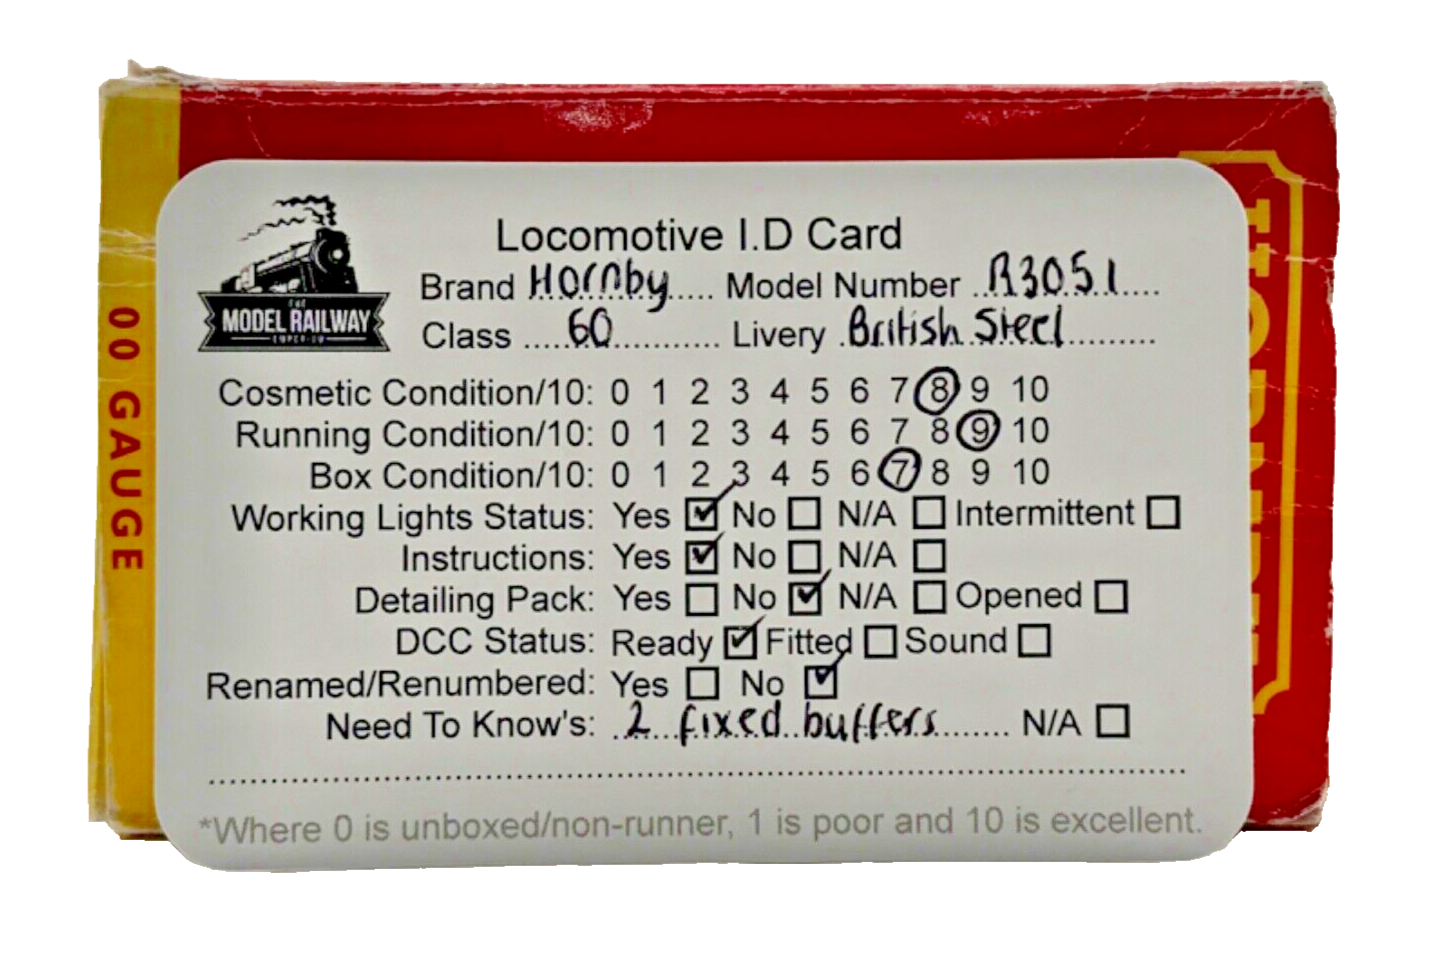 Locomotive I.D Card
Brand Hornby..... Model Number ..R3051....
Class ....60........... Livery .British Steel.........
THE
MODEL RAILWAY
EMPORIUM
Cosmetic Condition/10: 0 1 2 3 4 5 6 7 8 9 10
Running Condition/10: 0 1 2 3 4 5 6 7 8 9 10
Box Condition/10: 0 1 2 3 4 5 6 7 8 9 10
Working Lights Status: Yes ☑ No ☐ N/A ☐ Intermittent ☐
Instructions: Yes ☑ No ☐ N/A ☐
Detailing Pack: Yes ☐ No ☑ N/A ☐ Opened ☐
DCC Status: Ready ☑ Fitted ☐ Sound ☐
Renamed/Renumbered: Yes ☐ No ☑
Need To Know's: 2 fixed buffers....... N/A ☐
*Where 0 is unboxed/non-runner, 1 is poor and 10 is excellent.
00 GAUGE